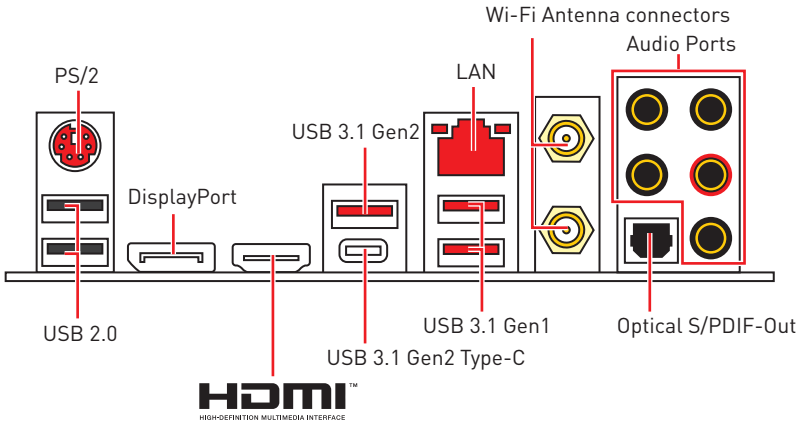 Wi-Fi Antenna connectors
Audio Ports
PS/2
LAN
USB 3.1 Gen2
DisplayPort
USB 2.0
USB 3.1 Gen1
Optical S/PDIF-Out
USB 3.1 Gen2 Type-C
HDMI™
HIGH-DEFINITION MULTIMEDIA INTERFACE